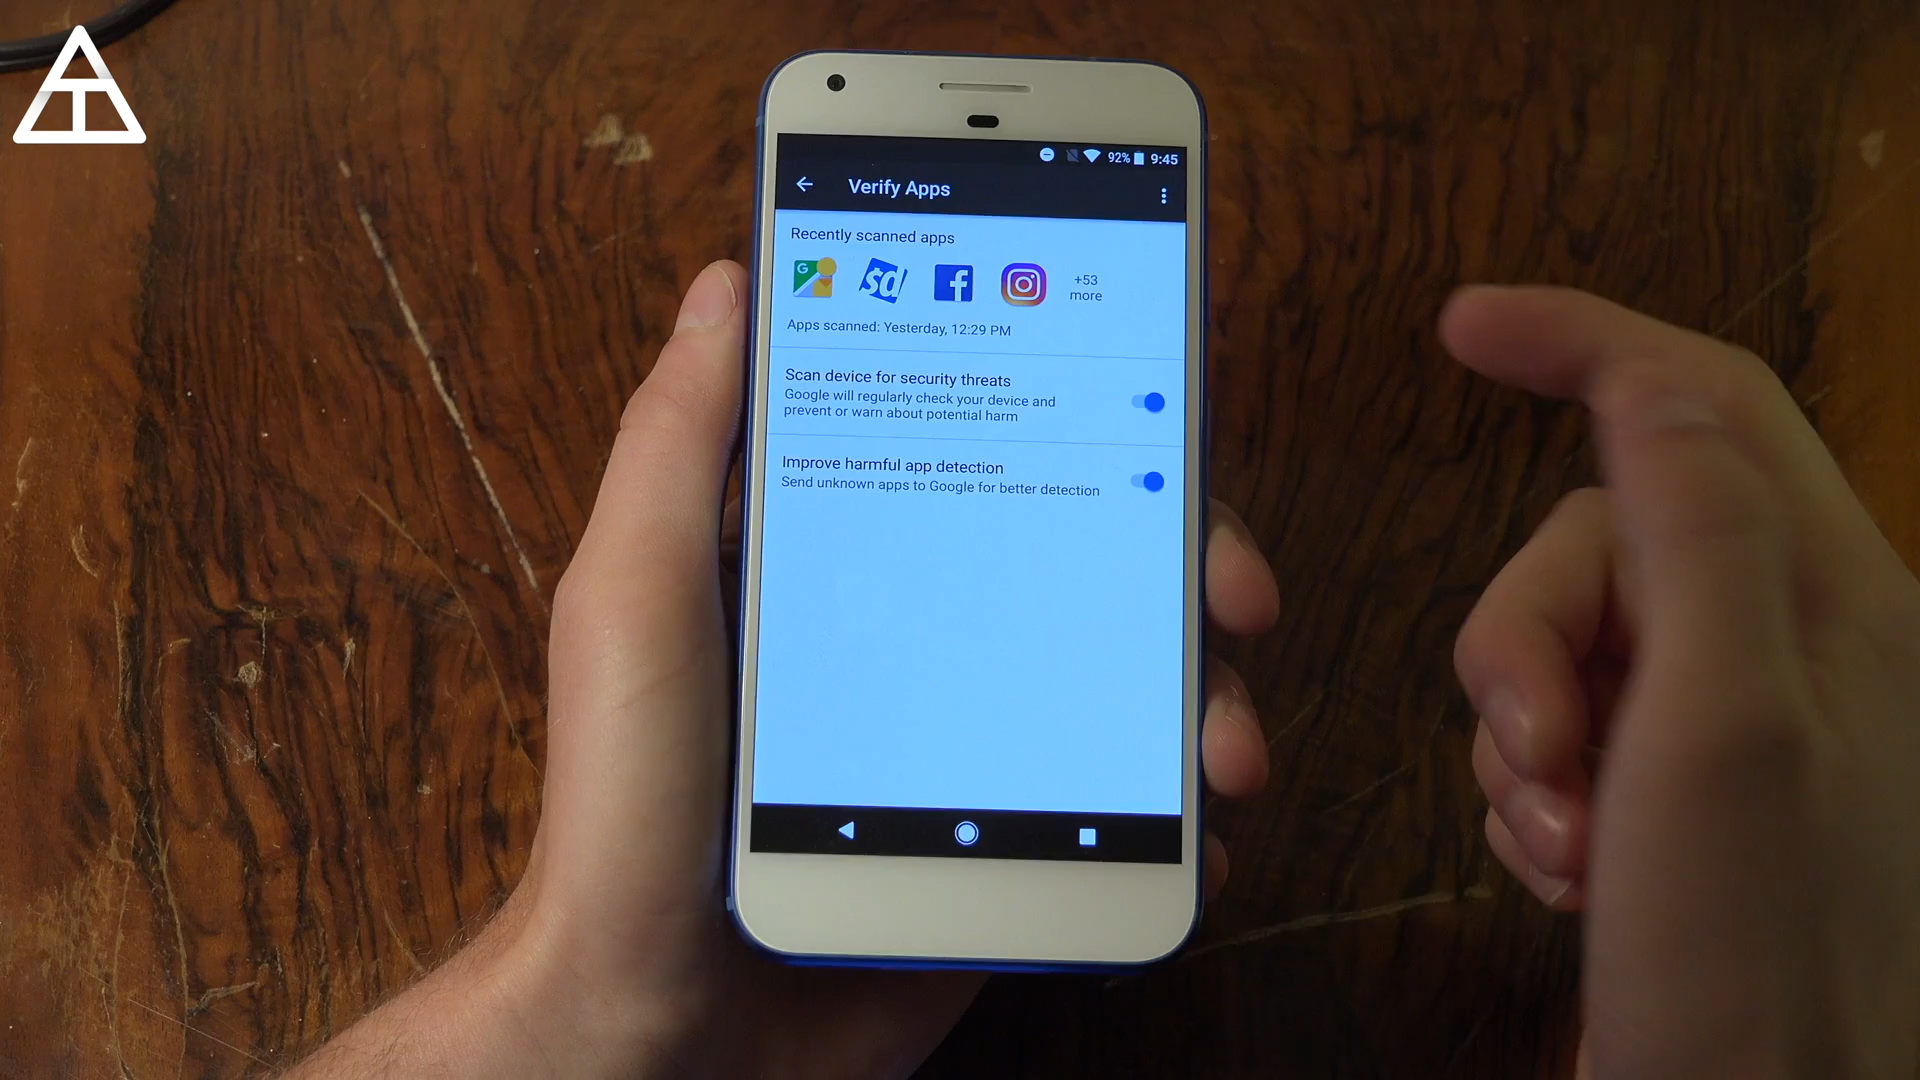 92% 9:45
Verify Apps
Recently scanned apps
G
sd
f
+53
more
Apps scanned: Yesterday, 12:29 PM
Scan device for security threats
Google will regularly check your device and
prevent or warn about potential harm
Improve harmful app detection
Send unknown apps to Google for better detection